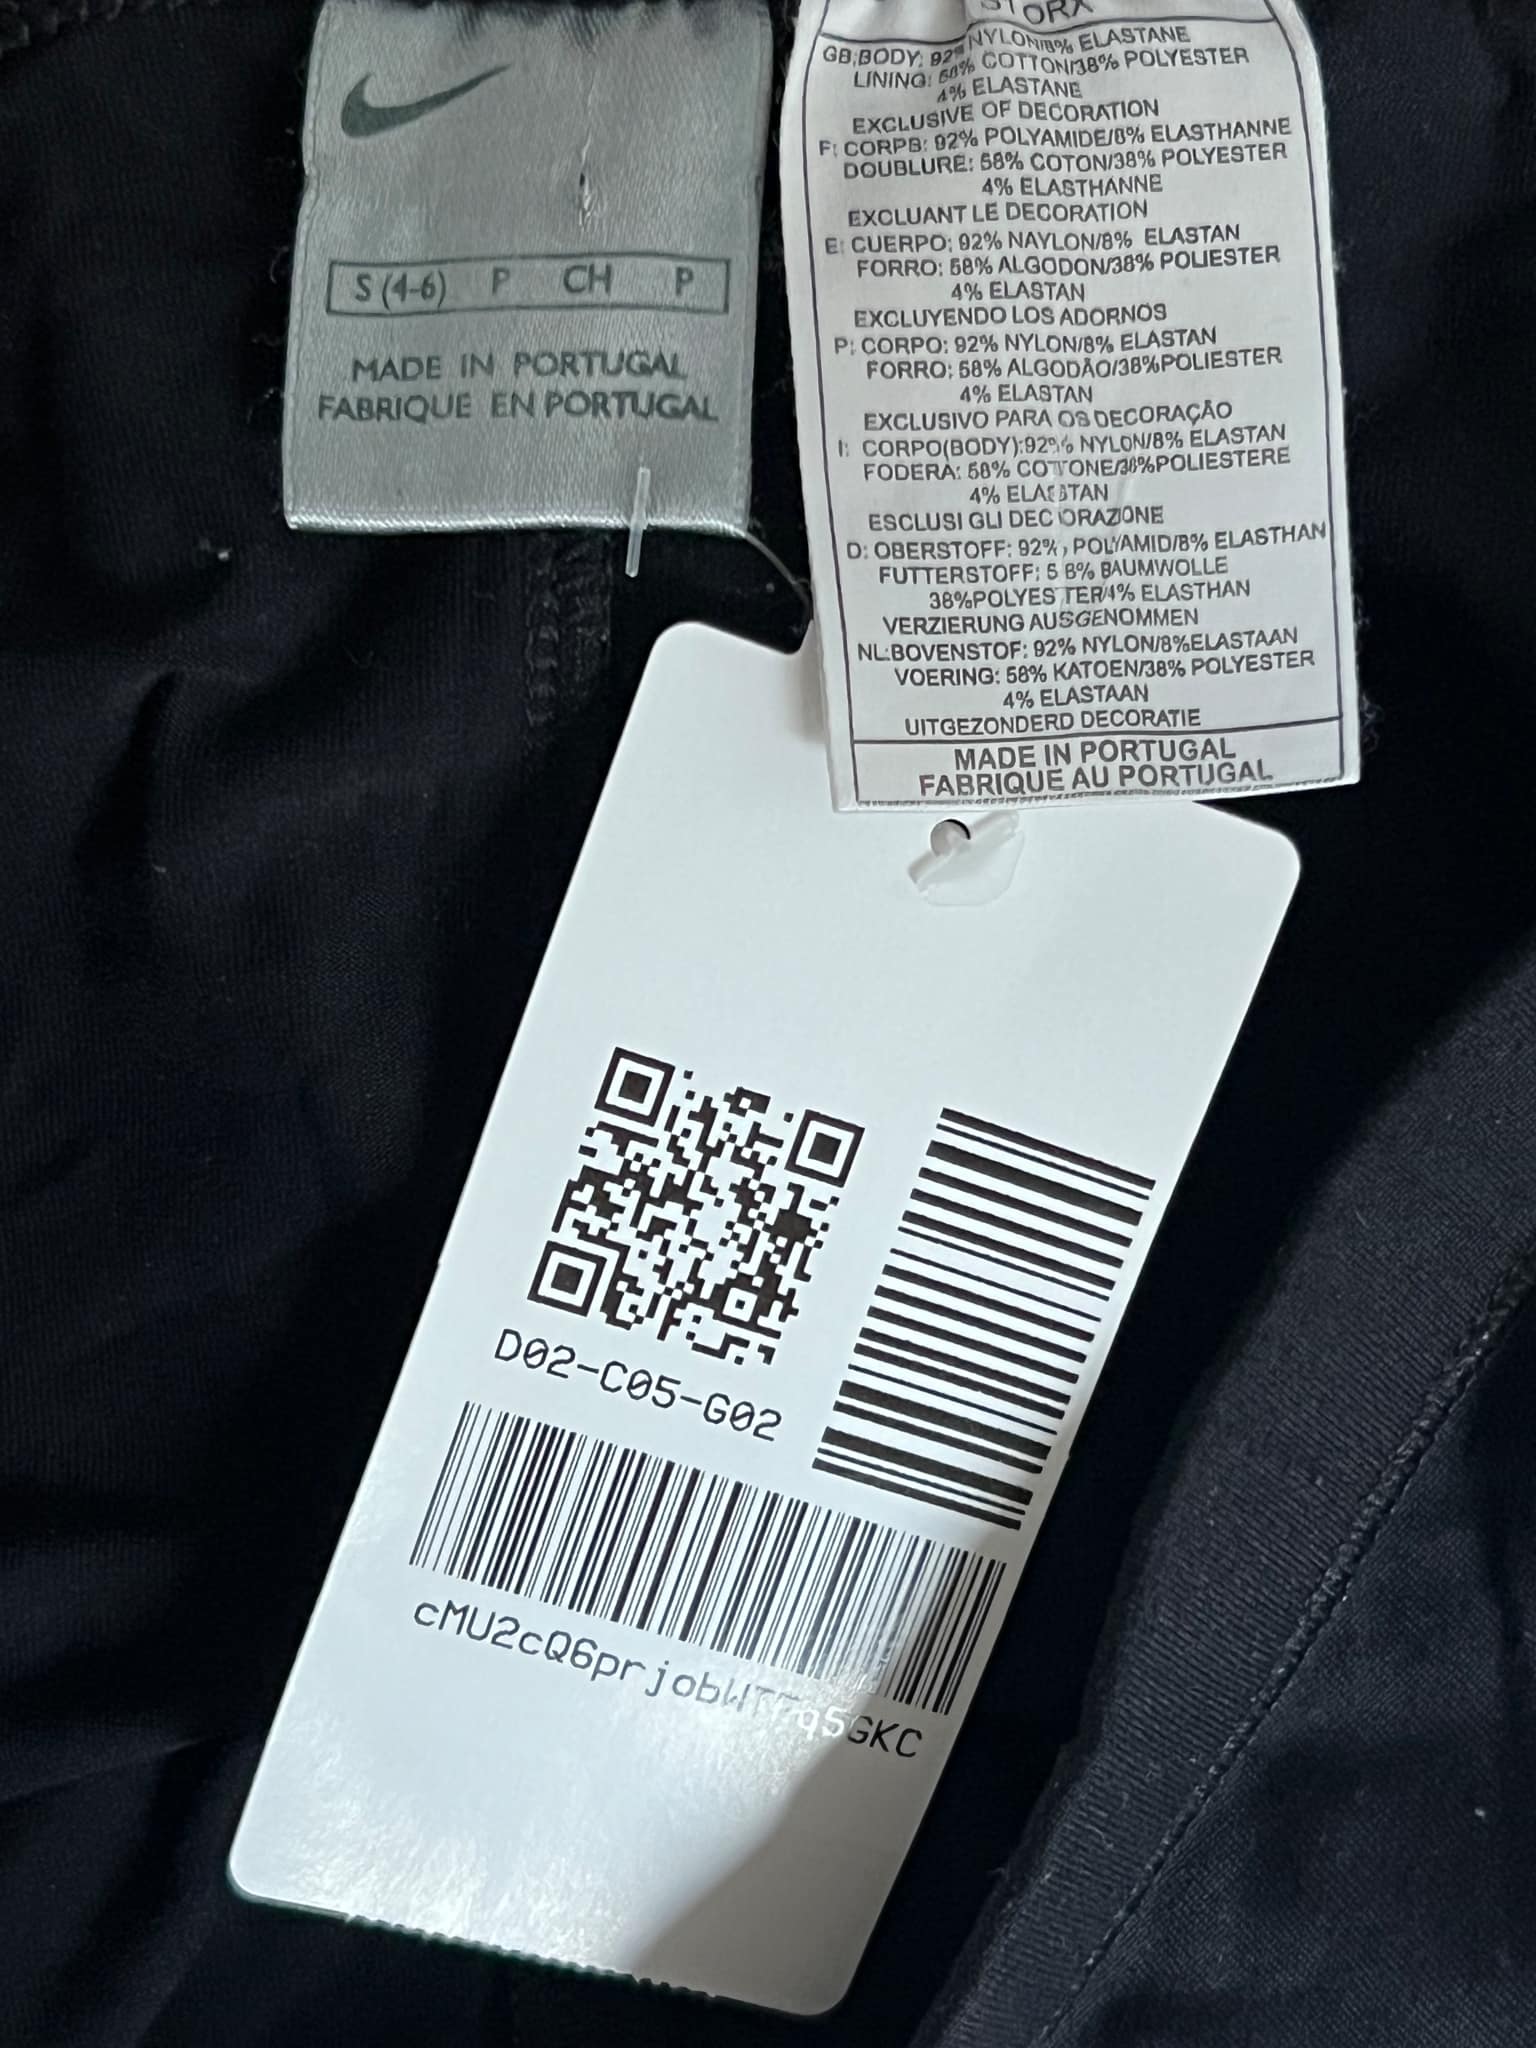 S (4-6) P CH P
MADE IN PORTUGAL
FABRIQUE EN PORTUGAL
STORX
GB:BODY: 92% NYLON/8% ELASTANE
LINING: 58% COTTON/38% POLYESTER
4% ELASTANE
EXCLUSIVE OF DECORATION
F: CORPB: 92% POLYAMIDE/8% ELASTHANNE
DOUBLURE: 58% COTON/38% POLYESTER
4% ELASTHANNE
EXCLUANT LE DECORATION
E: CUERPO: 92% NAYLON/8% ELASTAN
FORRO: 58% ALGODON/38% POLIESTER
4% ELASTAN
EXCLUYENDO LOS ADORNOS
P: CORPO: 92% NYLON/8% ELASTAN
FORRO: 58% ALGODÃO/38%POLIESTER
4% ELASTAN
EXCLUSIVO PARA OS DECORAÇÃO
I: CORPO(BODY):92% NYLON/8% ELASTAN
FODERA: 58% COTTONE/38%POLIESTERE
4% ELASTAN
ESCLUSI GLI DECORAZIONE
D: OBERSTOFF: 92% POLYAMID/8% ELASTHAN
FUTTERSTOFF: 58% BAUMWOLLE
38%POLYESTER/4% ELASTHAN
VERZIERUNG AUSGENOMMEN
NL:BOVENSTOF: 92% NYLON/8%ELASTAAN
VOERING: 58% KATOEN/38% POLYESTER
4% ELASTAAN
UITGEZONDERD DECORATIE
MADE IN PORTUGAL
FABRIQUE AU PORTUGAL
D02-C05-G02